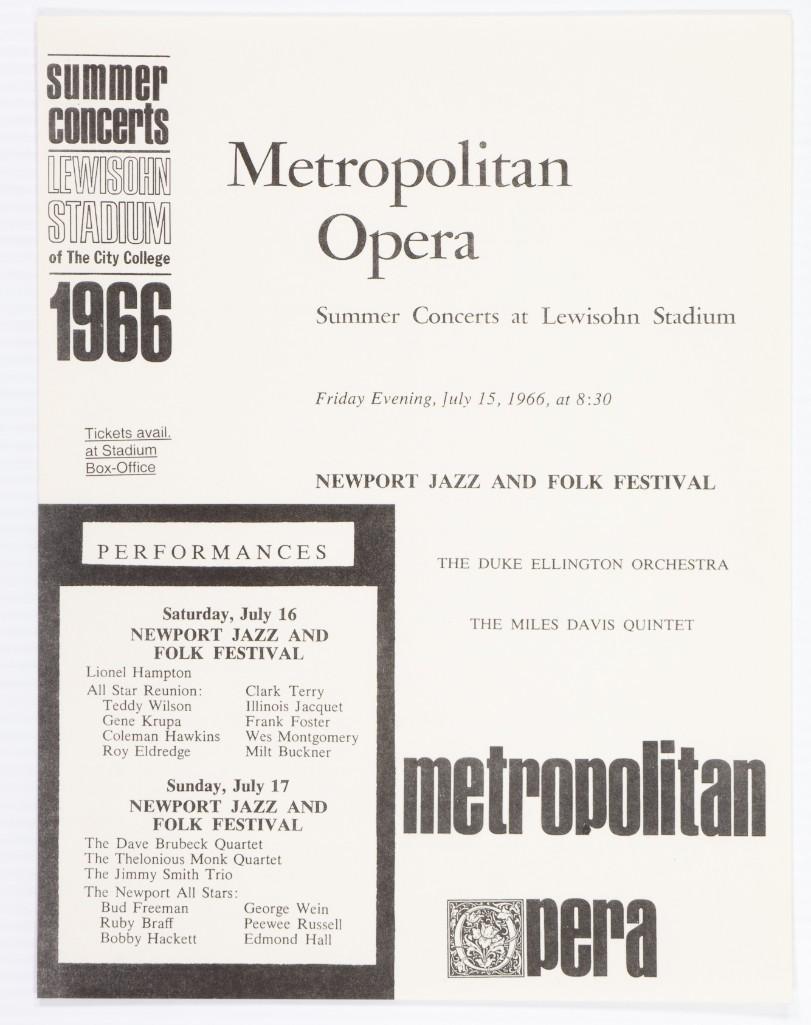 summer
concerts
LEWISOHN
STADIUM
of The City College
1966
Metropolitan
Opera
Summer Concerts at Lewisohn Stadium
Friday Evening, July 15, 1966, at 8:30
Tickets avail.
at Stadium
Box-Office
NEWPORT JAZZ AND FOLK FESTIVAL
THE DUKE ELLINGTON ORCHESTRA
THE MILES DAVIS QUINTET
PERFORMANCES
Saturday, July 16
NEWPORT JAZZ AND
FOLK FESTIVAL
Lionel Hampton
All Star Reunion: Clark Terry
Teddy Wilson Illinois Jacquet
Gene Krupa Frank Foster
Coleman Hawkins Wes Montgomery
Roy Eldredge Milt Buckner
Sunday, July 17
NEWPORT JAZZ AND
FOLK FESTIVAL
The Dave Brubeck Quartet
The Thelonious Monk Quartet
The Jimmy Smith Trio
The Newport All Stars:
Bud Freeman George Wein
Ruby Braff Peewee Russell
Bobby Hackett Edmond Hall
metropolitan
Opera